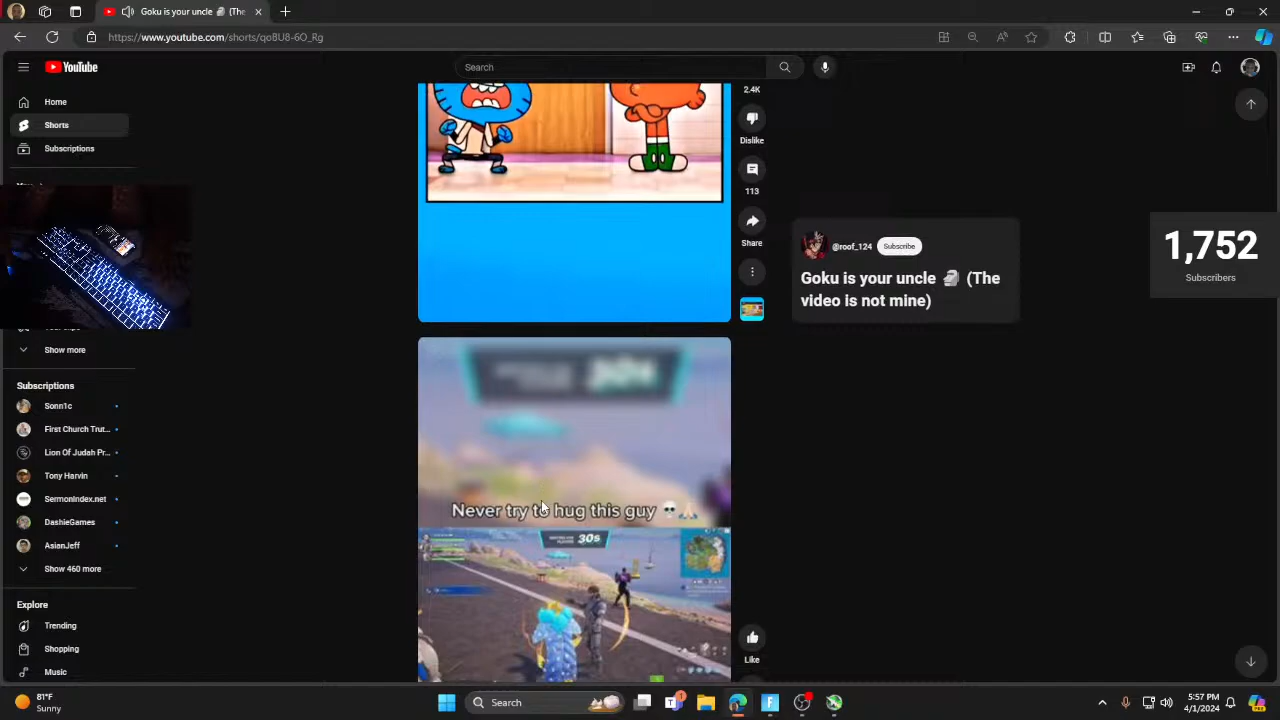 Goku is your uncle 🗿 (The
https://www.youtube.com/shorts/qo8U8-6O_Rg
YouTube
Search
Home
Shorts
Subscriptions
2.4K
Dislike
113
Share
@roof_124
Subscribe
Goku is your uncle 🗿 (The
video is not mine)
1,752
Subscribers
Show more
Subscriptions
Sonn1c
First Church Trut...
Lion Of Judah Pr...
Tony Harvin
SermonIndex.net
DashieGames
AsianJeff
Show 460 more
Explore
Trending
Shopping
Music
Never try to hug this guy 💀🙏🏻
30s
Like
81°F
Sunny
Search
5:57 PM
4/3/2024